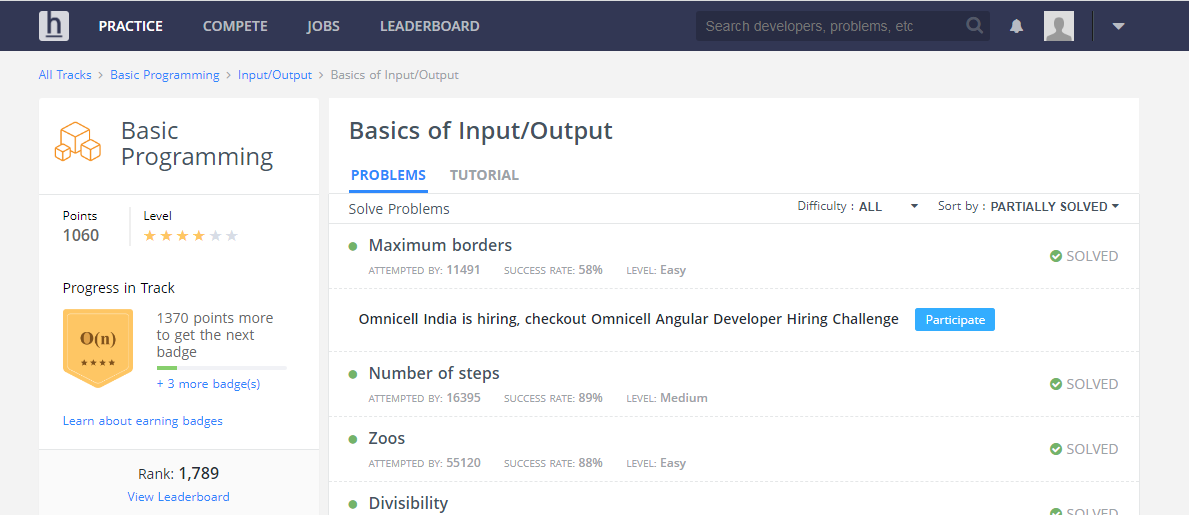 h PRACTICE COMPETE JOBS LEADERBOARD Search developers, problems, etc
All Tracks › Basic Programming › Input/Output › Basics of Input/Output
Basic
Programming
Points Level
1060
Progress in Track
O(n)
1370 points more
to get the next
badge
+ 3 more badge(s)
Learn about earning badges
Rank: 1,789
View Leaderboard
Basics of Input/Output
PROBLEMS TUTORIAL
Solve Problems Difficulty : ALL Sort by : PARTIALLY SOLVED
Maximum borders SOLVED
ATTEMPTED BY: 11491 SUCCESS RATE: 58% LEVEL: Easy
Omnicell India is hiring, checkout Omnicell Angular Developer Hiring Challenge Participate
Number of steps SOLVED
ATTEMPTED BY: 16395 SUCCESS RATE: 89% LEVEL: Medium
Zoos SOLVED
ATTEMPTED BY: 55120 SUCCESS RATE: 88% LEVEL: Easy
Divisibility SOLVED